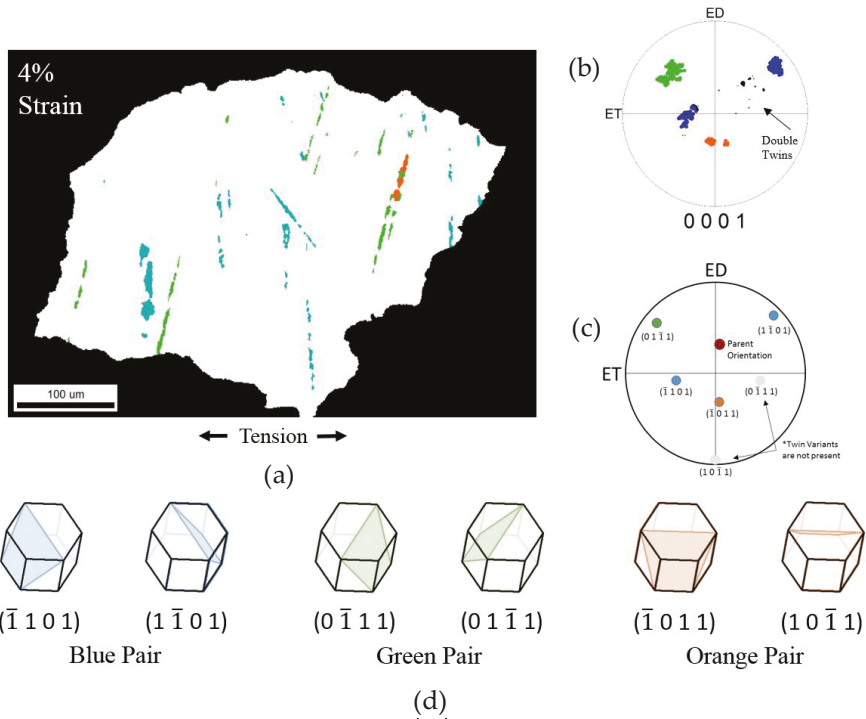 4%
Strain
100 um
Tension
(a)
ED
(b)
ET
Double
Twins
0 0 0 1
ED
(c)
(0 1 1̅ 1)
(1 1̅ 0 1)
Parent
Orientation
ET
(1̅ 1 0 1)
(0 1̅ 1 1)
(1̅ 0 1 1)
*Twin Variants
are not present
(1 0 1̅ 1)
(1̅ 1 0 1)
(1 1̅ 0 1)
(0 1̅ 1 1)
(0 1 1̅ 1)
(1̅ 0 1 1)
(1 0 1̅ 1)
Blue Pair
Green Pair
Orange Pair
(d)